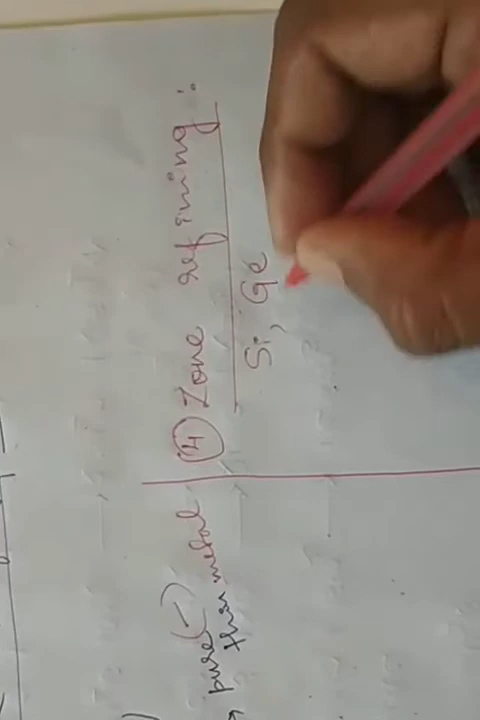 (4) Zone refining :
Si, Ge
pure (-)
than metal